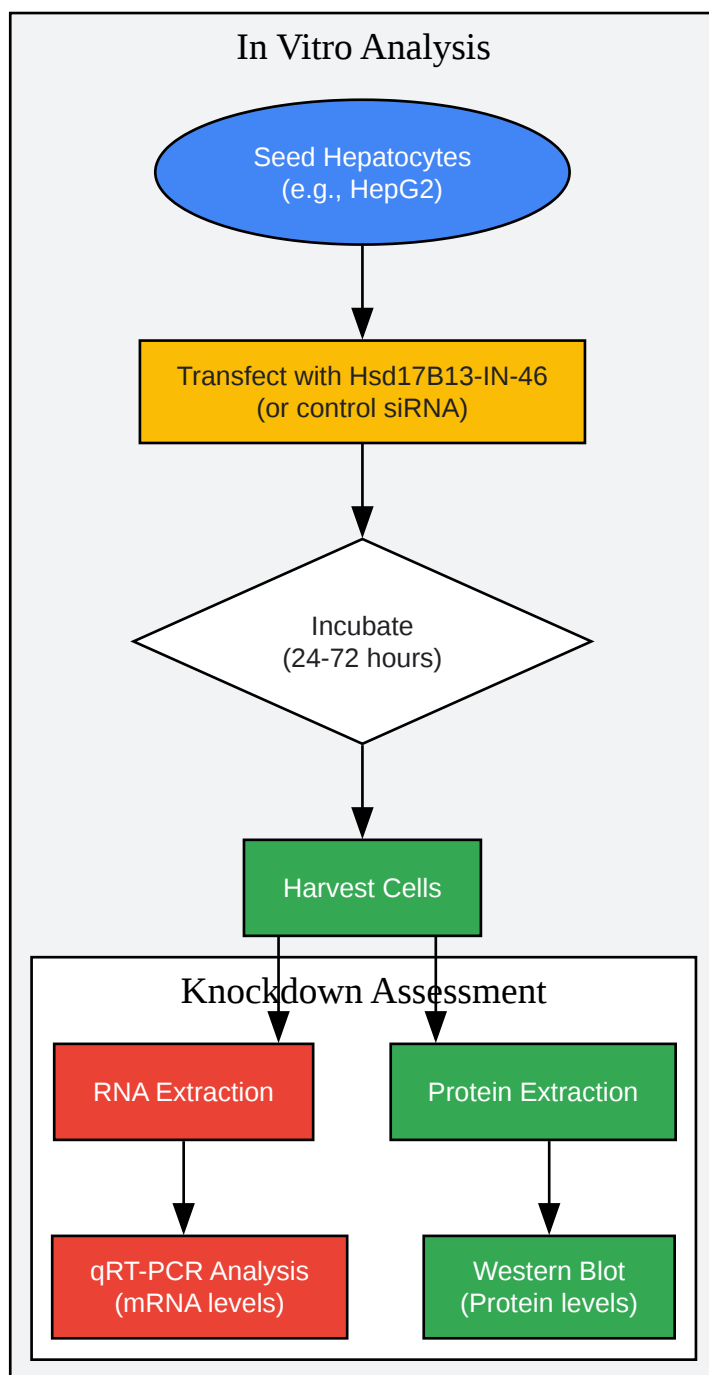 In Vitro Analysis
Seed Hepatocytes
(e.g., HepG2)
Transfect with Hsd17B13-IN-46
(or control siRNA)
Incubate
(24-72 hours)
Harvest Cells
Knockdown Assessment
RNA Extraction
Protein Extraction
qRT-PCR Analysis
(mRNA levels)
Western Blot
(Protein levels)